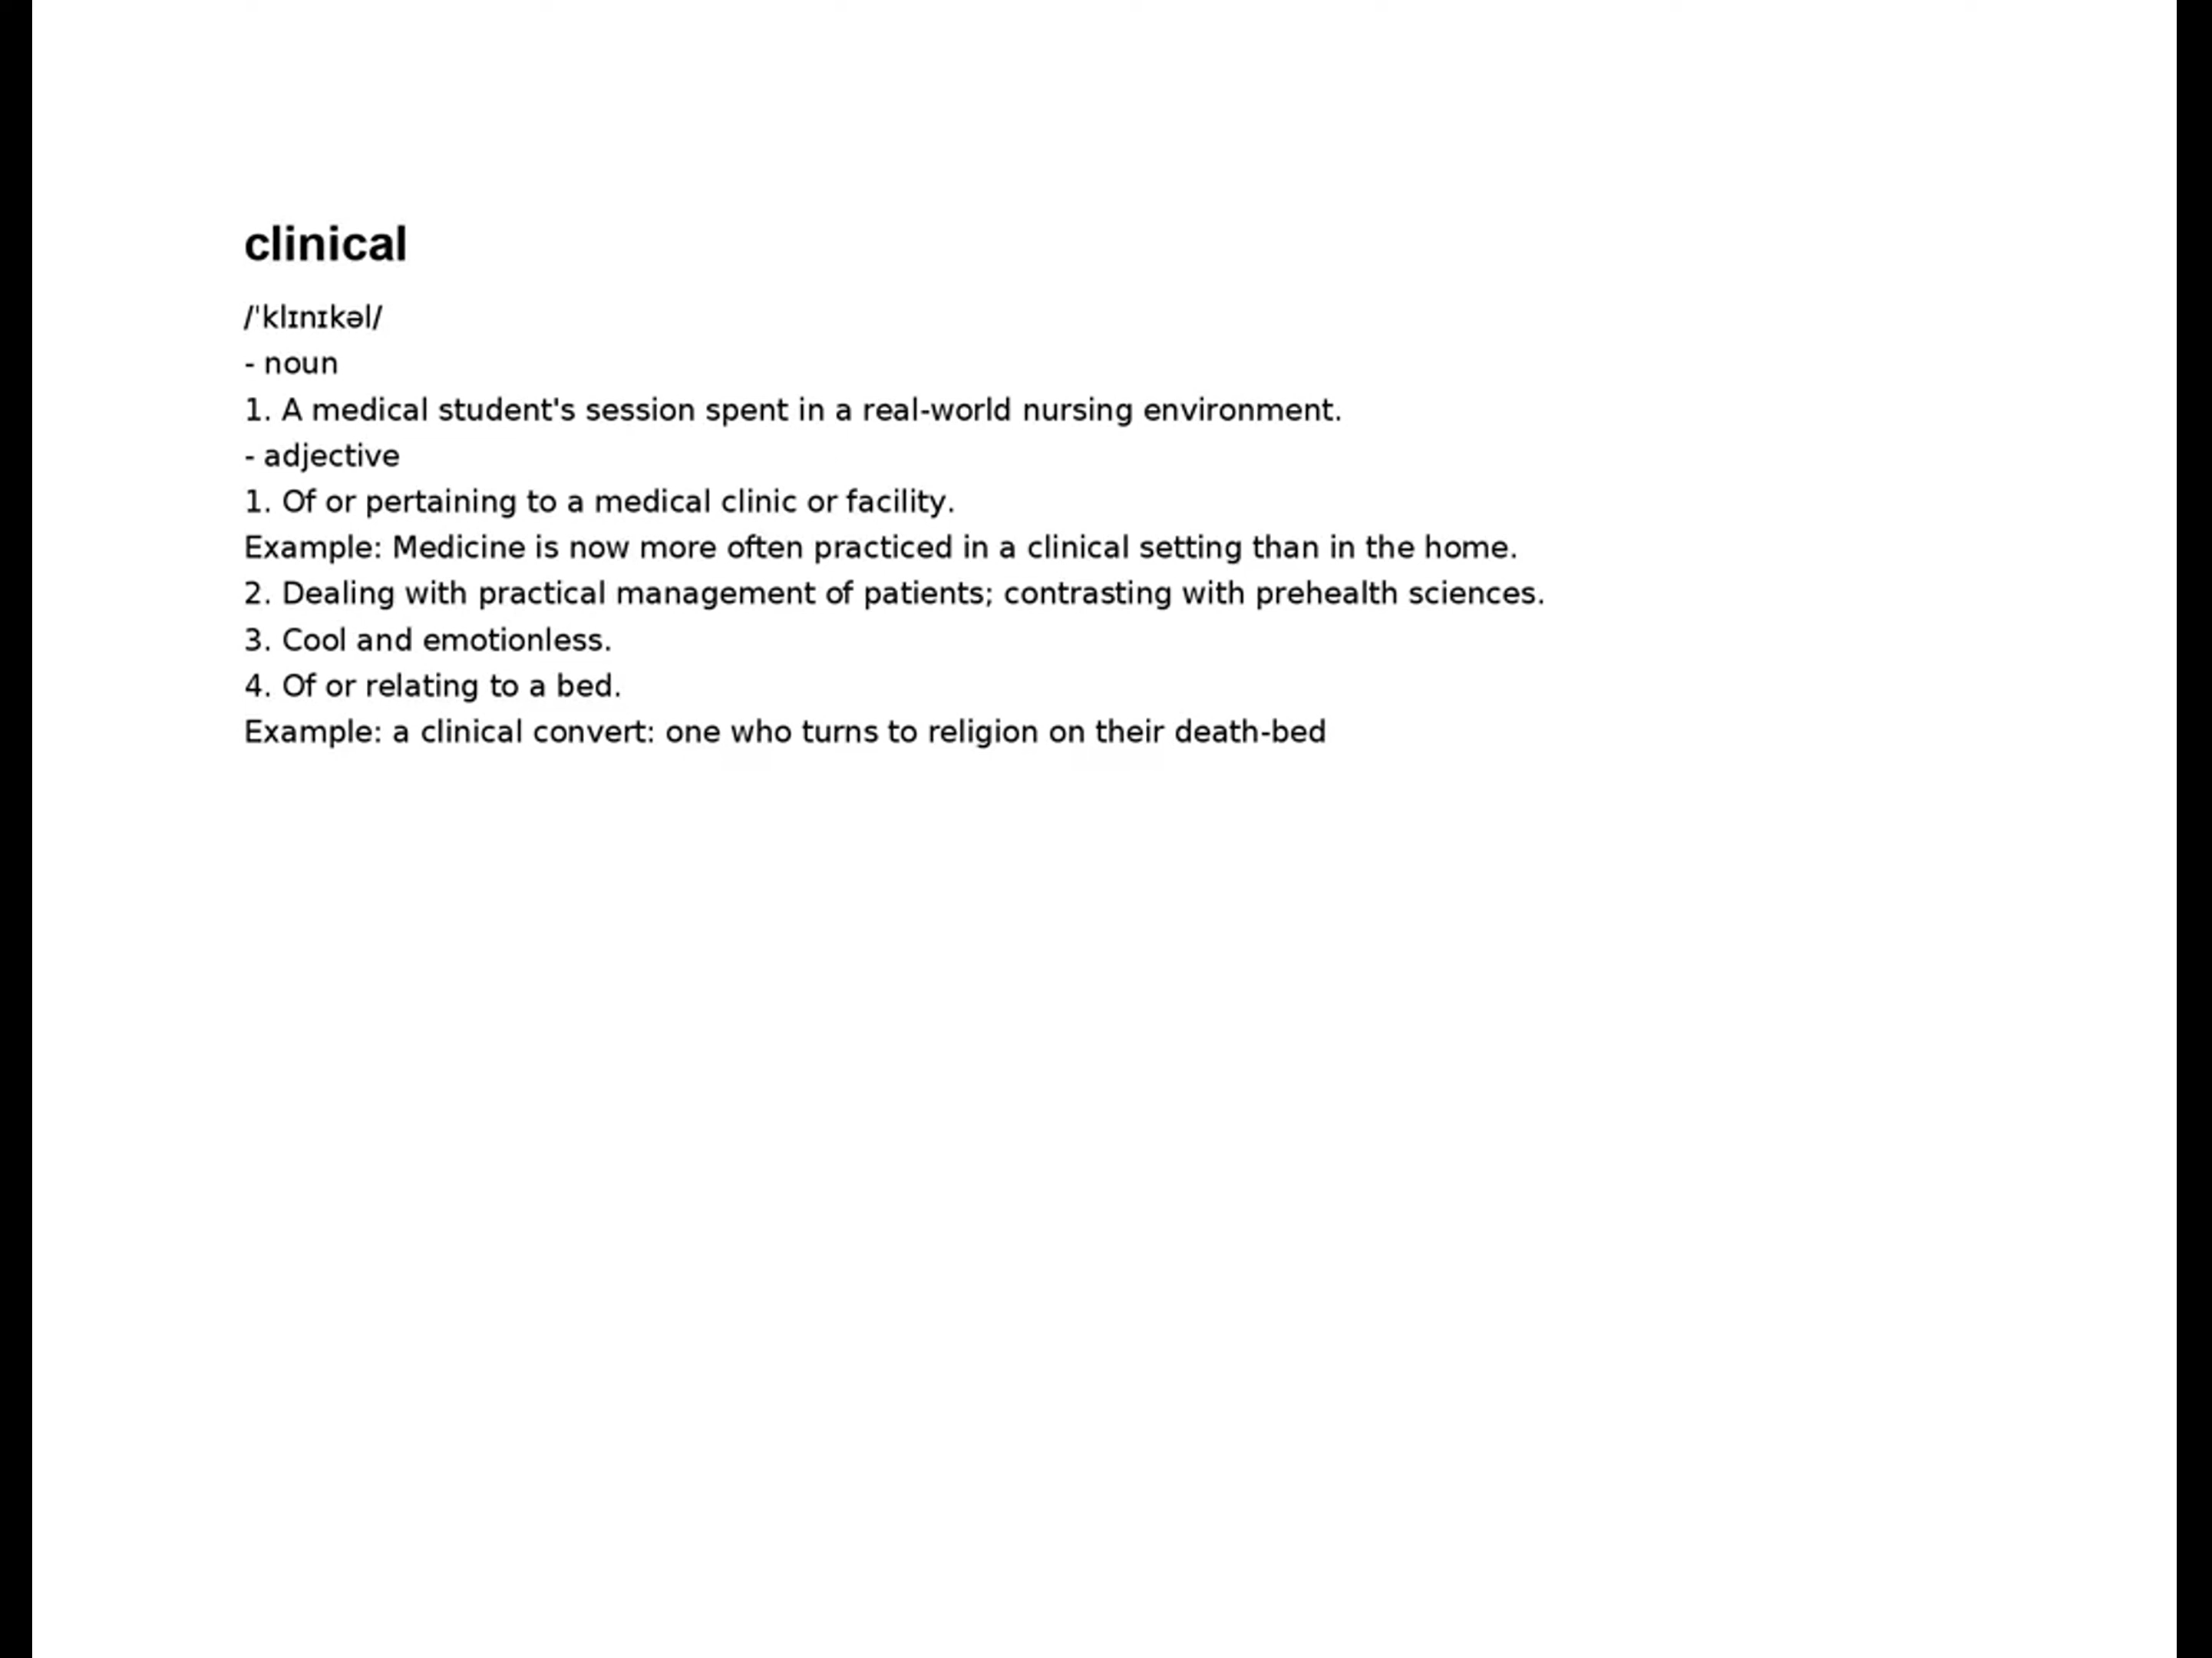 clinical
/ˈklɪnɪkəl/
- noun
1. A medical student's session spent in a real-world nursing environment.
- adjective
1. Of or pertaining to a medical clinic or facility.
Example: Medicine is now more often practiced in a clinical setting than in the home.
2. Dealing with practical management of patients; contrasting with prehealth sciences.
3. Cool and emotionless.
4. Of or relating to a bed.
Example: a clinical convert: one who turns to religion on their death-bed